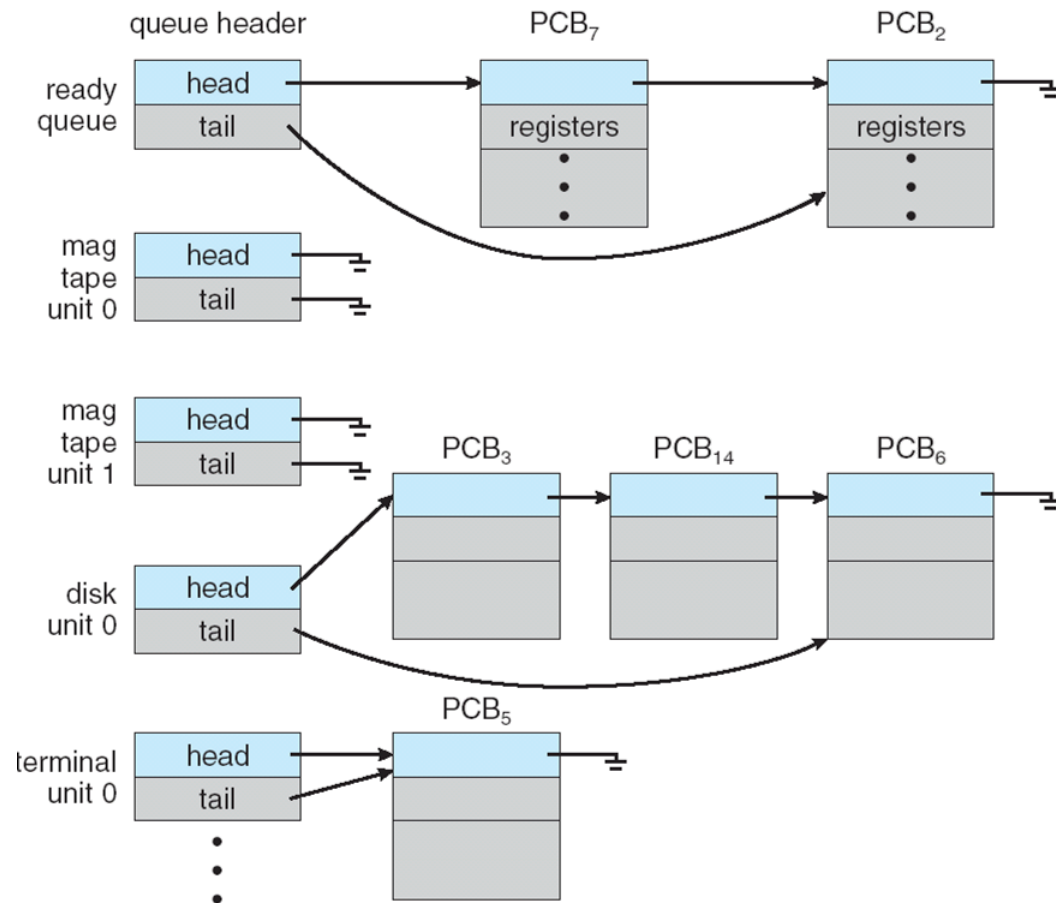 queue header
PCB₇
PCB₂
ready
queue
head
tail
registers
registers
mag
tape
unit 0
head
tail
mag
tape
unit 1
head
tail
PCB₃
PCB₁₄
PCB₆
disk
unit 0
head
tail
PCB₅
terminal
unit 0
head
tail